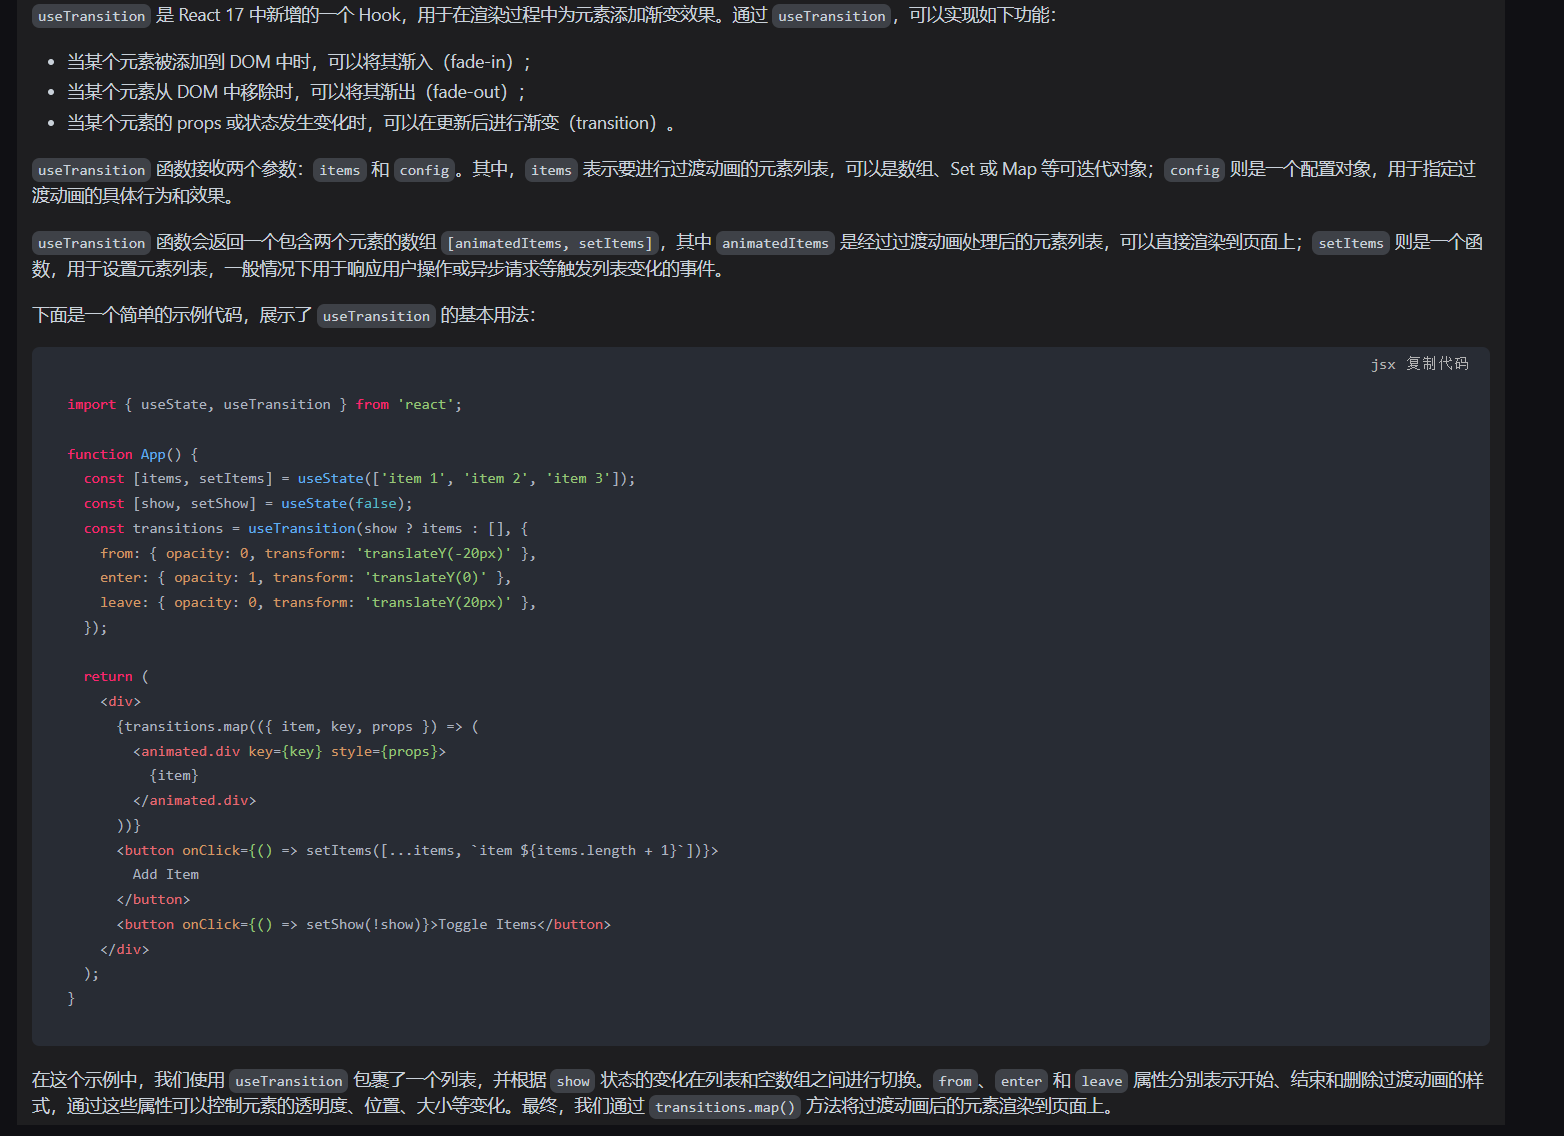 useTransition 是 React 17 中新增的一个 Hook，用于在渲染过程中为元素添加渐变效果。通过 useTransition ，可以实现如下功能：
• 当某个元素被添加到 DOM 中时，可以将其渐入（fade-in）；
• 当某个元素从 DOM 中移除时，可以将其渐出（fade-out）；
• 当某个元素的 props 或状态发生变化时，可以在更新后进行渐变（transition）。
useTransition 函数接收两个参数：items 和 config 。其中，items 表示要进行过渡动画的元素列表，可以是数组、Set 或 Map 等可迭代对象；config 则是一个配置对象，用于指定过
渡动画的具体行为和效果。
useTransition 函数会返回一个包含两个元素的数组 [animatedItems, setItems] ，其中 animatedItems 是经过过渡动画处理后的元素列表，可以直接渲染到页面上；setItems 则是一个函
数，用于设置元素列表，一般情况下用于响应用户操作或异步请求等触发列表变化的事件。
下面是一个简单的示例代码，展示了 useTransition 的基本用法：
jsx 复制代码
import { useState, useTransition } from 'react';
function App() {
  const [items, setItems] = useState(['item 1', 'item 2', 'item 3']);
  const [show, setShow] = useState(false);
  const transitions = useTransition(show ? items : [], {
    from: { opacity: 0, transform: 'translateY(-20px)' },
    enter: { opacity: 1, transform: 'translateY(0)' },
    leave: { opacity: 0, transform: 'translateY(20px)' },
  });
  return (
    <div>
      {transitions.map(({ item, key, props }) => (
        <animated.div key={key} style={props}>
          {item}
        </animated.div>
      ))}
      <button onClick={() => setItems([...items, `item ${items.length + 1}`])}>
        Add Item
      </button>
      <button onClick={() => setShow(!show)}>Toggle Items</button>
    </div>
  );
}
在这个示例中，我们使用 useTransition 包裹了一个列表，并根据 show 状态的变化在列表和空数组之间进行切换。from 、enter 和 leave 属性分别表示开始、结束和删除过渡动画的样
式，通过这些属性可以控制元素的透明度、位置、大小等变化。最终，我们通过 transitions.map() 方法将过渡动画后的元素渲染到页面上。